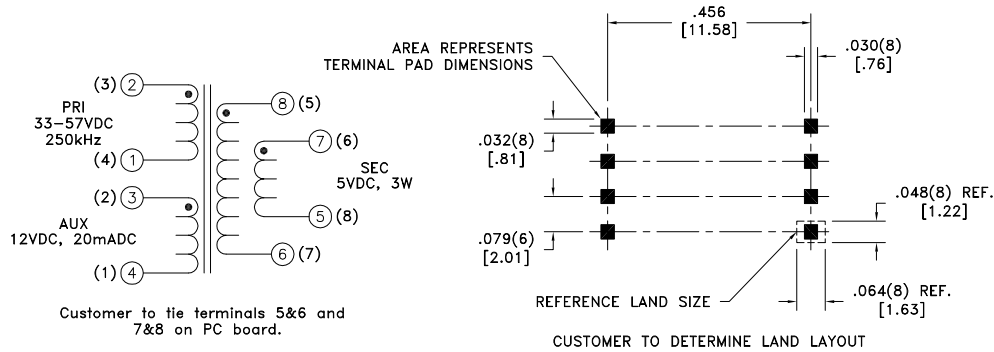 (3) 2
PRI
33-57VDC
250kHz
(4) 1
(2) 3
AUX
12VDC, 20mADC
(1) 4
8 (5)
7 (6)
SEC
5VDC, 3W
5 (8)
6 (7)
Customer to tie terminals 5&6 and
7&8 on PC board.
.456
[11.58]
AREA REPRESENTS
TERMINAL PAD DIMENSIONS
.030(8)
[.76]
.032(8)
[.81]
.048(8) REF.
[1.22]
.079(6)
[2.01]
REFERENCE LAND SIZE
.064(8) REF.
[1.63]
CUSTOMER TO DETERMINE LAND LAYOUT